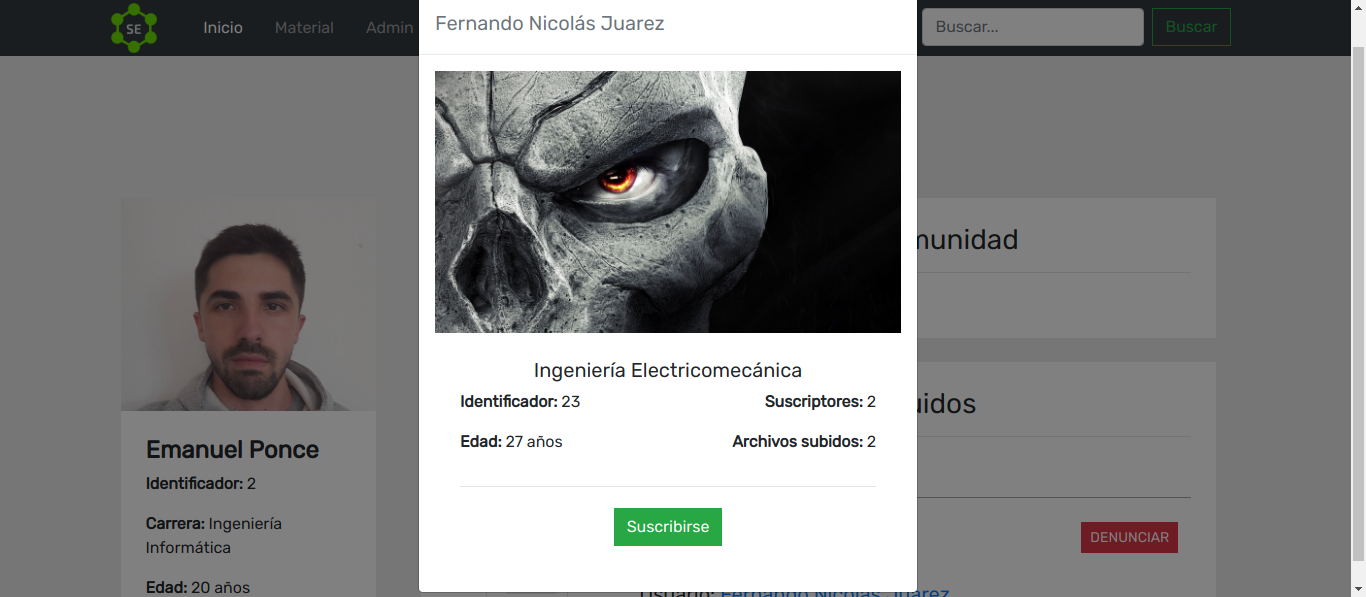 SE
Inicio
Material
Admin
Buscar...
Buscar
Fernando Nicolás Juarez
Ingeniería Electricomecánica
Identificador: 23
Suscriptores: 2
Edad: 27 años
Archivos subidos: 2
Suscribirse
Emanuel Ponce
Identificador: 2
Carrera: Ingeniería
Informática
Edad: 20 años
munidad
uidos
DENUNCIAR
Usuario: Fernando Nicolás Juarez